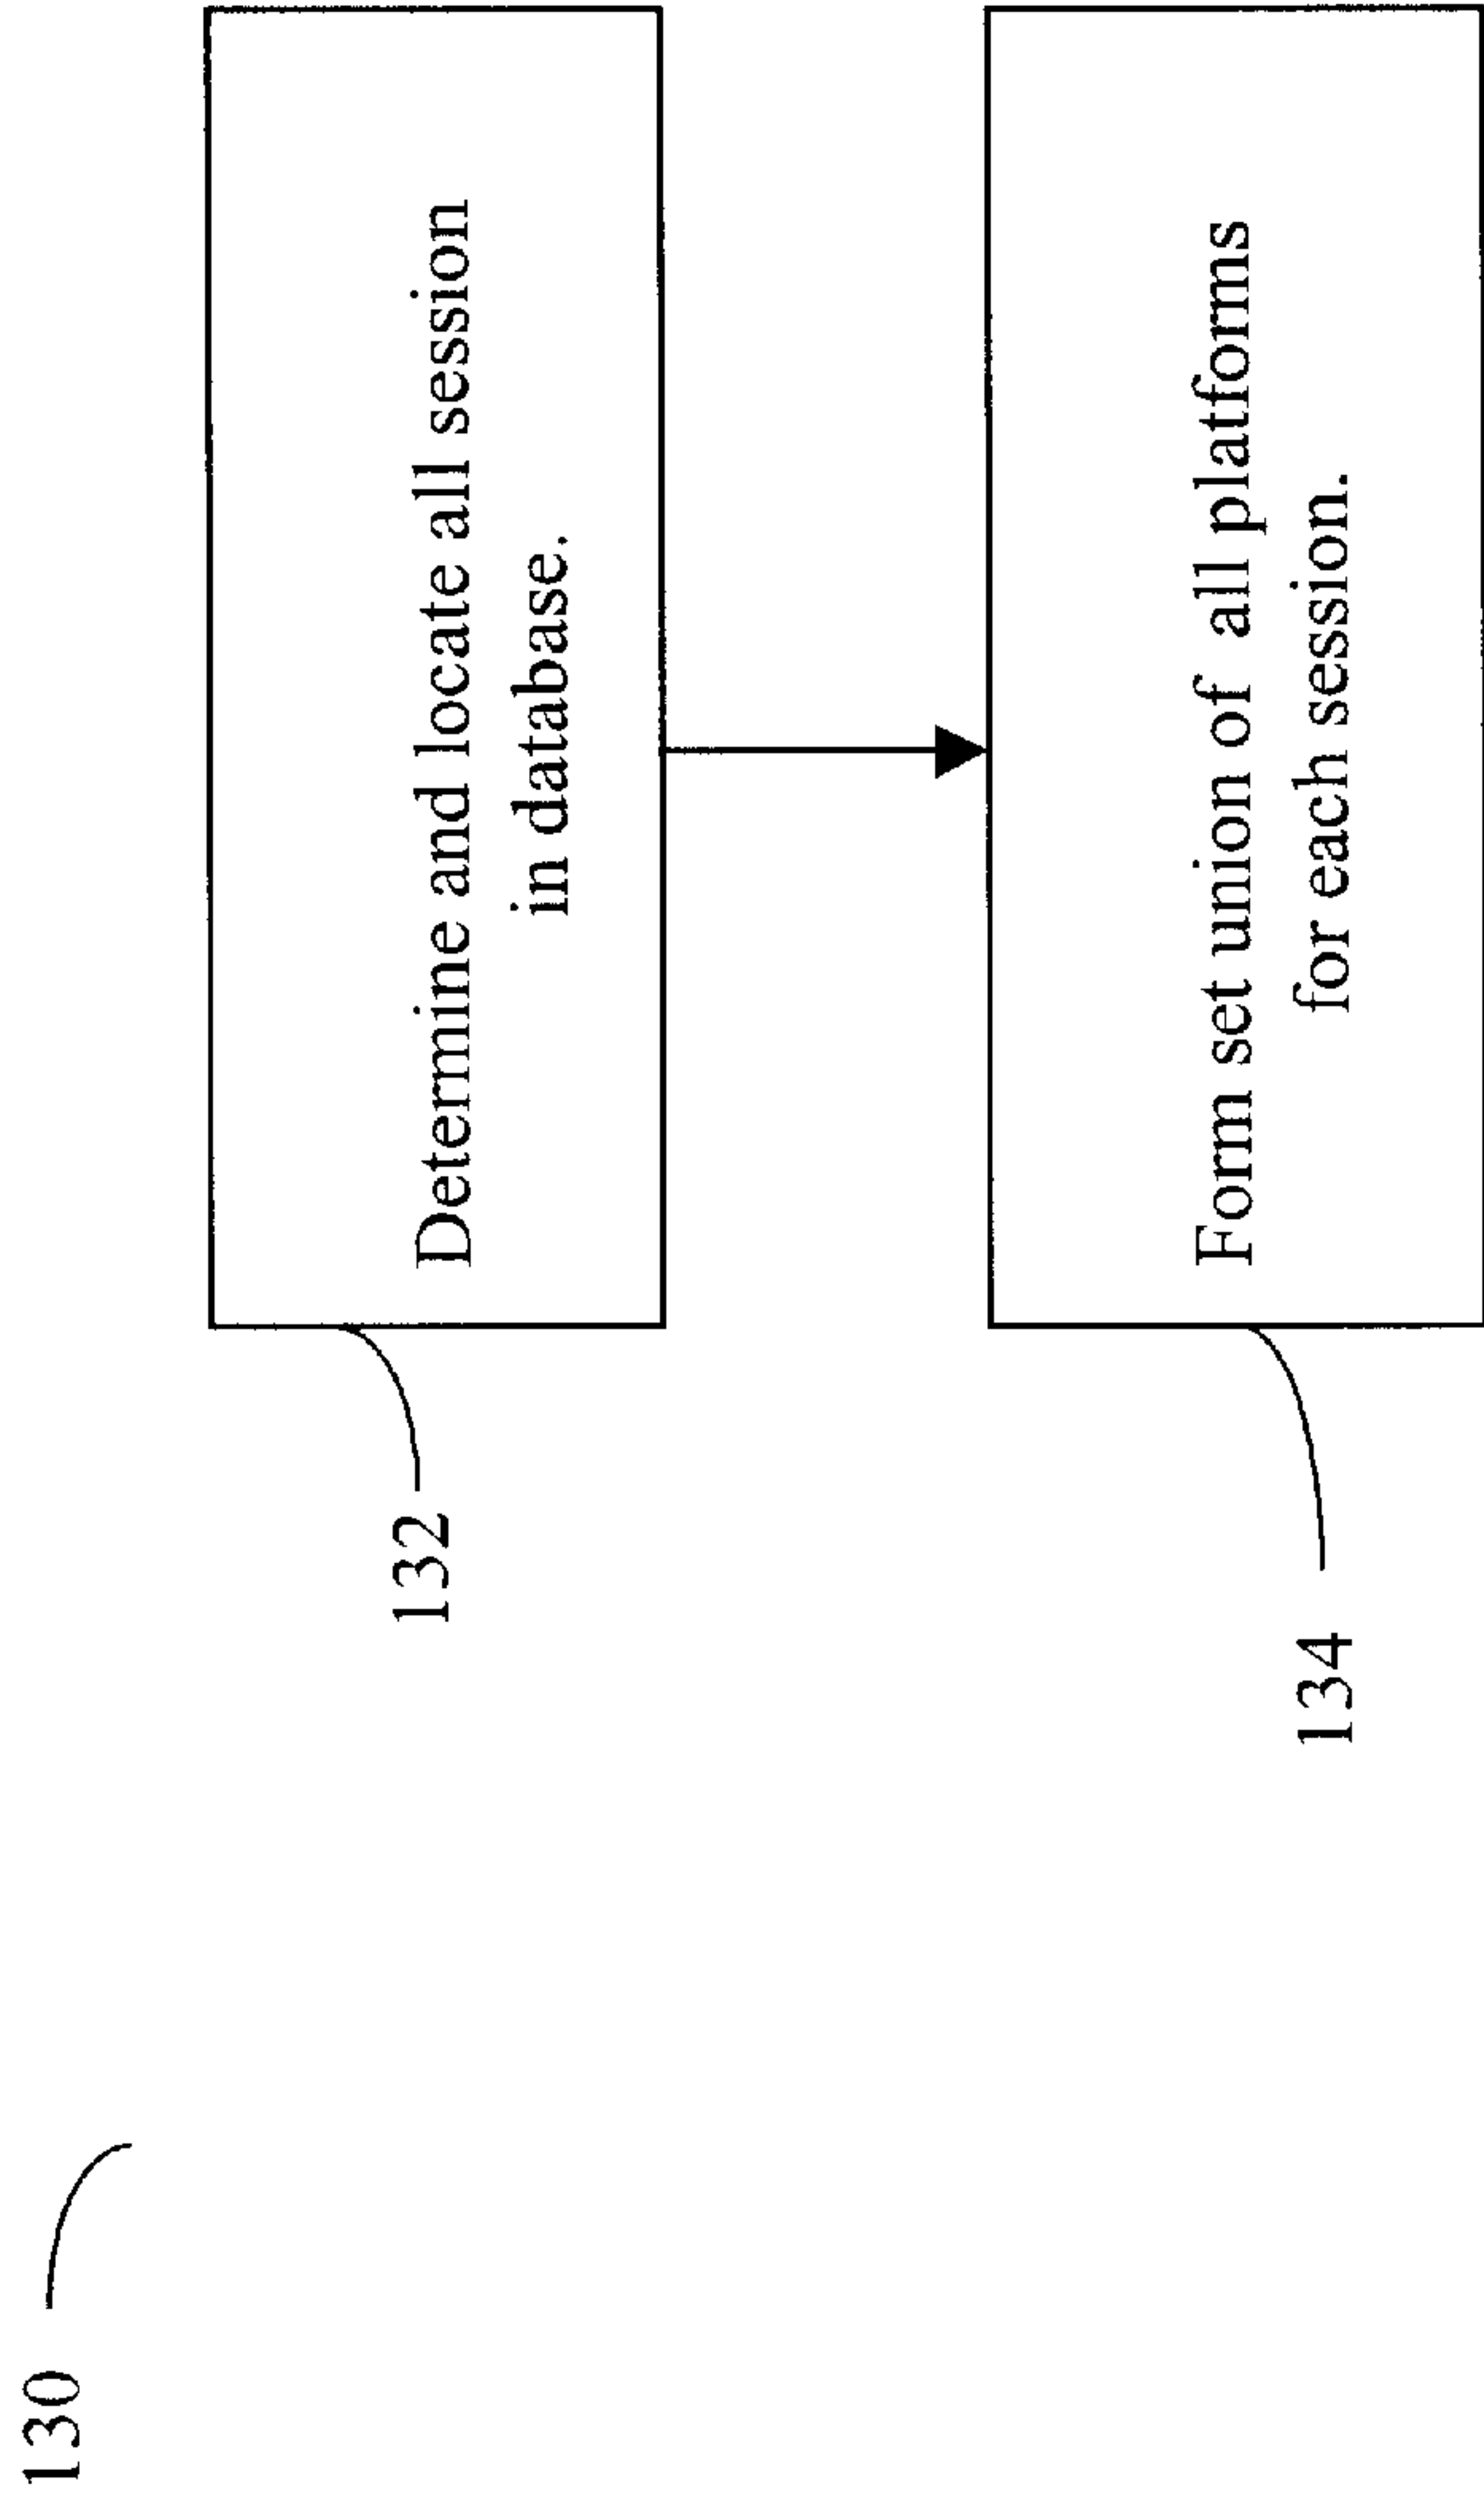 130
132
Determine and locate all session
in database.
134
Form set union of all platforms
for each session.